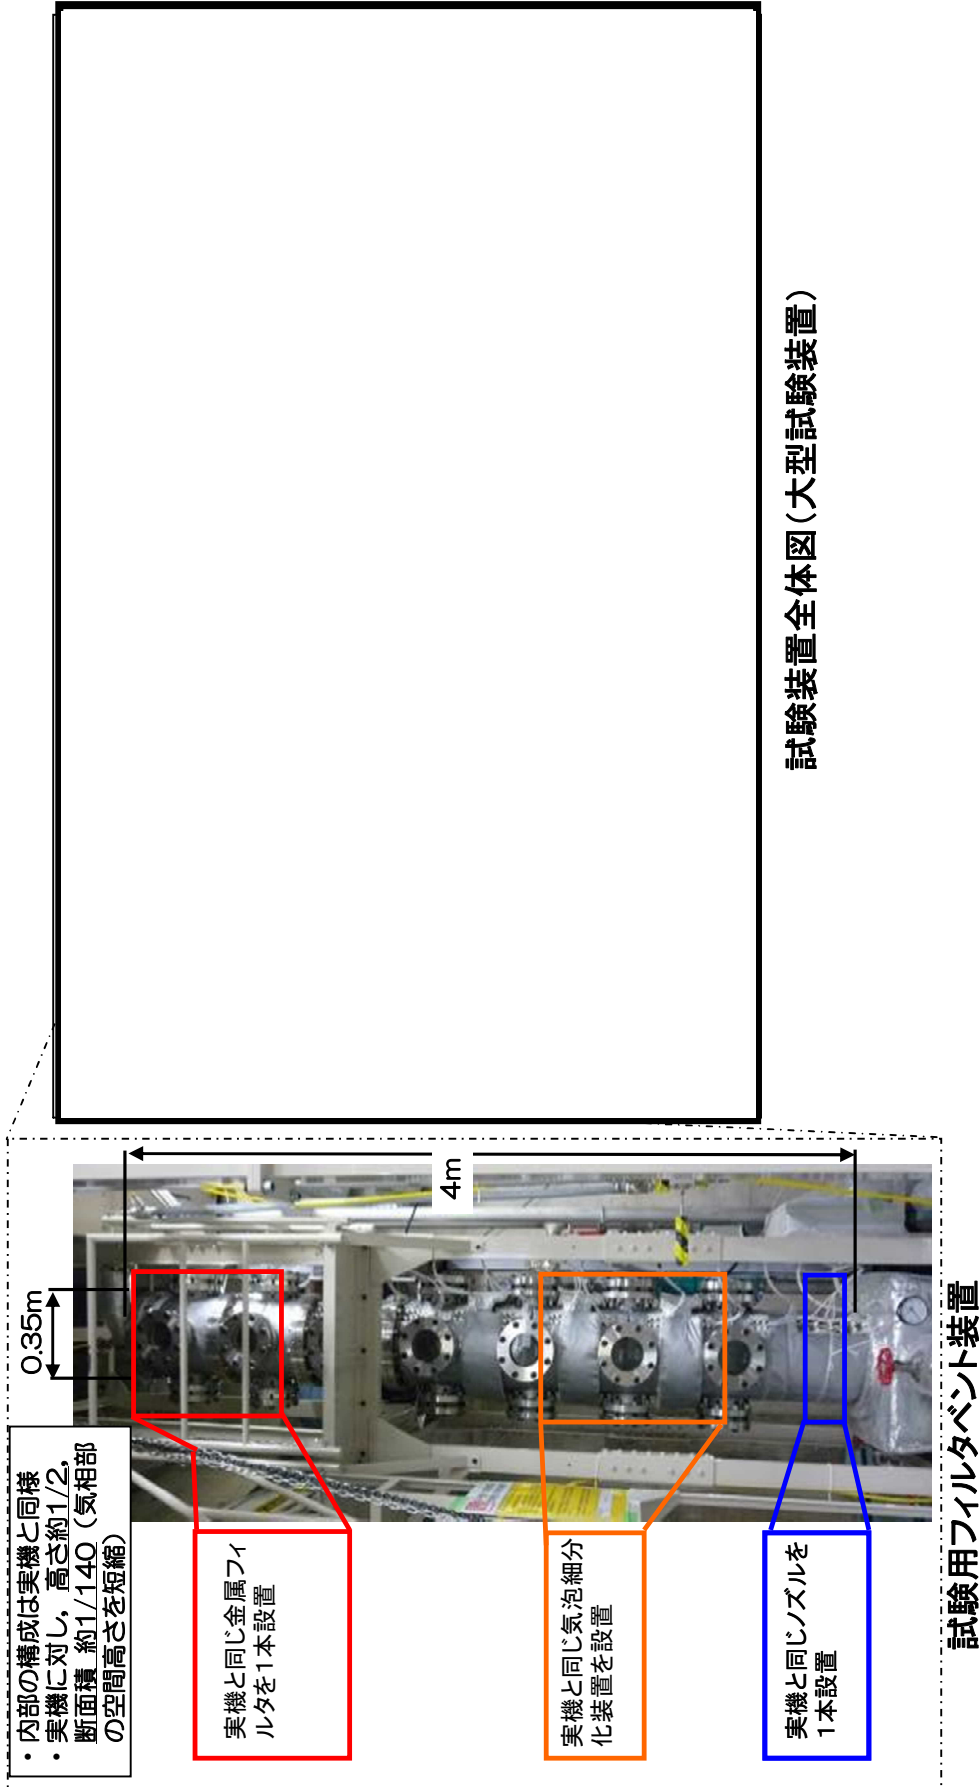 ・内部の構成は実機と同様
・実機に対し，高さ約1/2，
断面積 約1/140（気相部
の空間高さを短縮）
0.35m
4m
実機と同じ金属フィ
ルタを1本設置
実機と同じ気泡細分
化装置を設置
実機と同じノズルを
1本設置
試験用フィルタベント装置
試験装置全体図（大型試験装置）